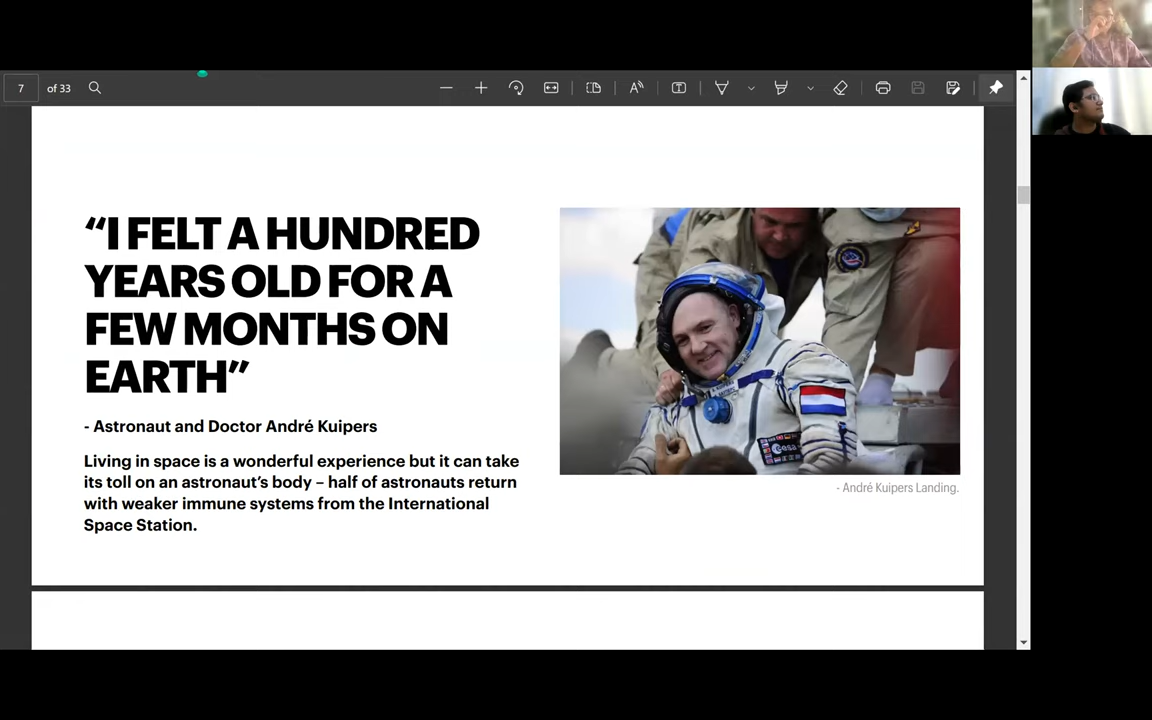 7 of 33
“I FELT A HUNDRED
YEARS OLD FOR A
FEW MONTHS ON
EARTH”
- Astronaut and Doctor André Kuipers
Living in space is a wonderful experience but it can take
its toll on an astronaut’s body – half of astronauts return
with weaker immune systems from the International
Space Station.
esa
- André Kuipers Landing.